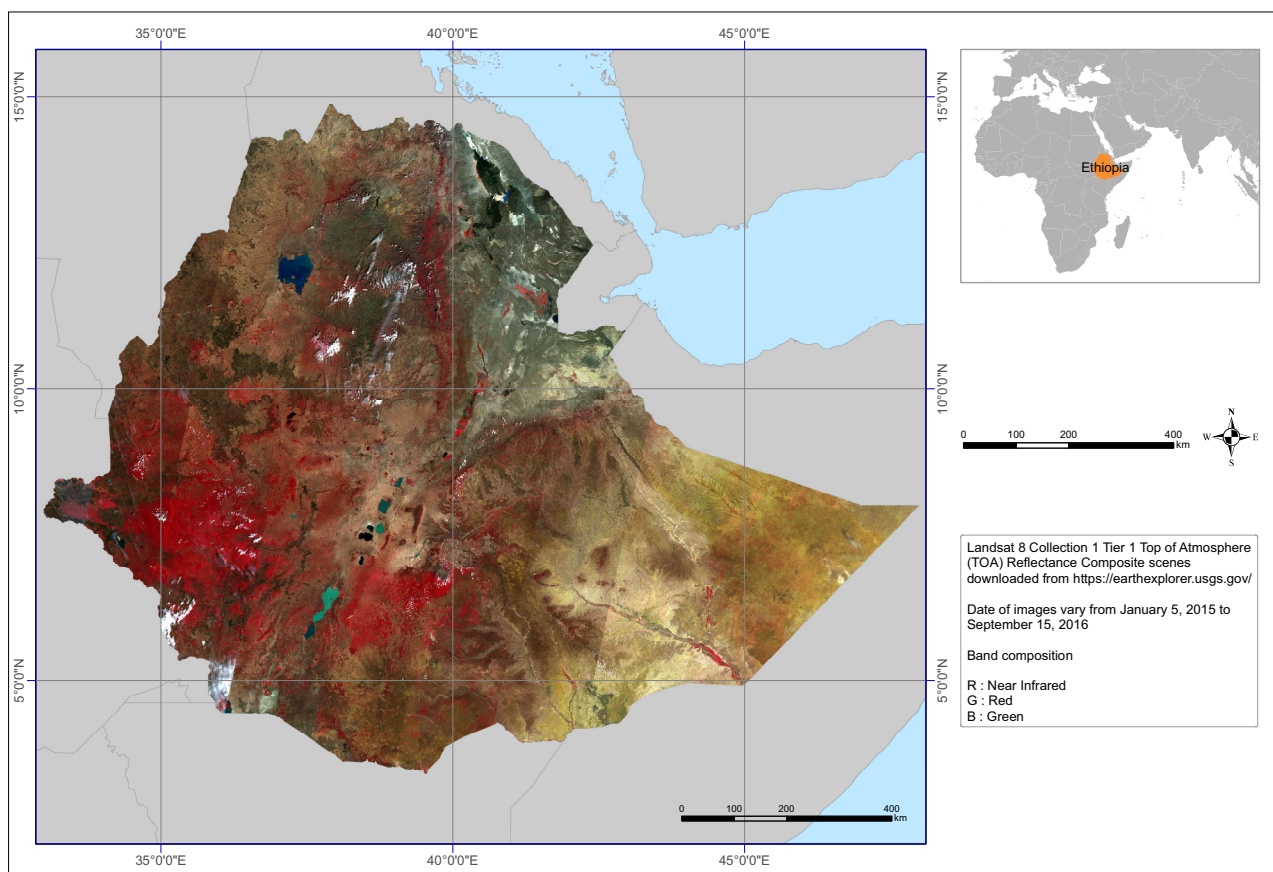 35°0'0"E
40°0'0"E
45°0'0"E
15°0'0"N
15°0'0"N
10°0'0"N
10°0'0"N
5°0'0"N
5°0'0"N
0 100 200 400
km
35°0'0"E
40°0'0"E
45°0'0"E
Ethiopia
0 100 200 400
km
N
W E
S
Landsat 8 Collection 1 Tier 1 Top of Atmosphere
(TOA) Reflectance Composite scenes
downloaded from https://earthexplorer.usgs.gov/
Date of images vary from January 5, 2015 to
September 15, 2016
Band composition
R : Near Infrared
G : Red
B : Green